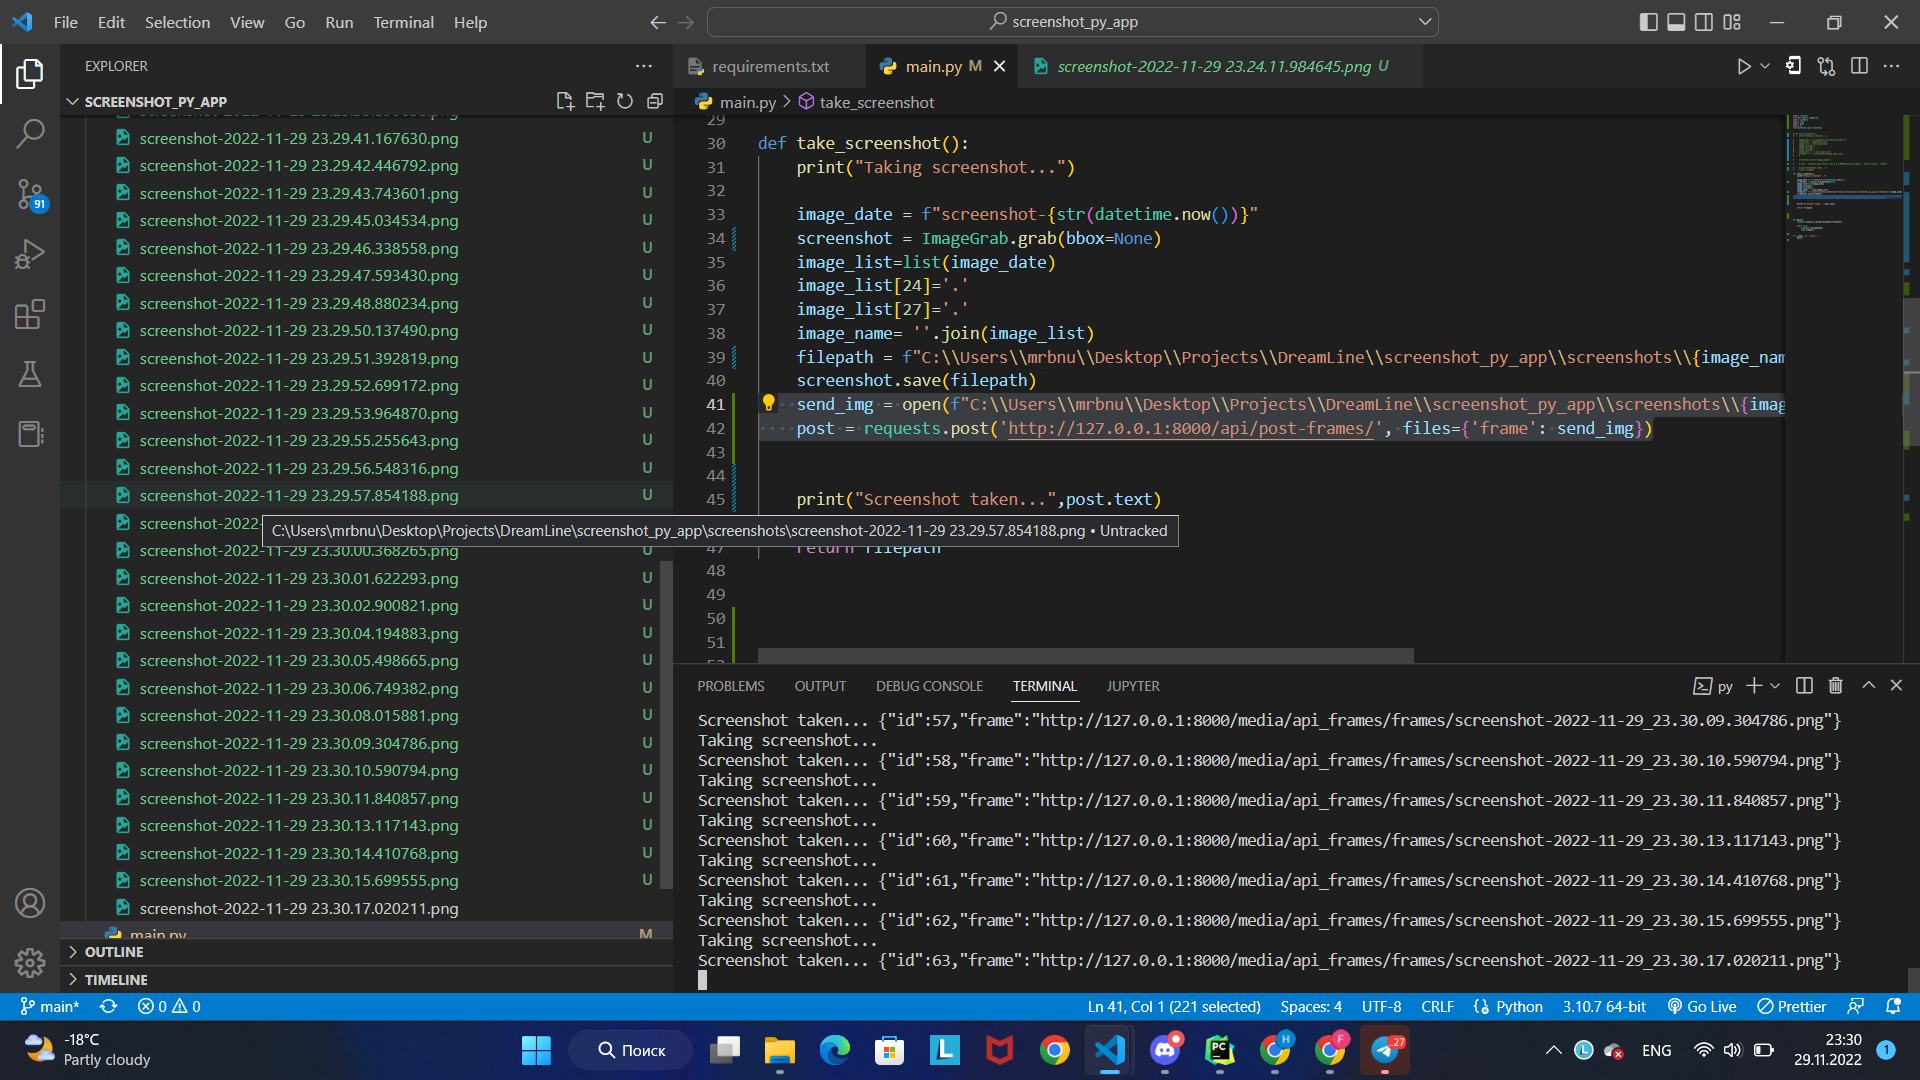 File Edit Selection View Go Run Terminal Help
screenshot_py_app
EXPLORER
SCREENSHOT_PY_APP
screenshot-2022-11-29 23.29.41.167630.png U
screenshot-2022-11-29 23.29.42.446792.png U
screenshot-2022-11-29 23.29.43.743601.png U
screenshot-2022-11-29 23.29.45.034534.png U
screenshot-2022-11-29 23.29.46.338558.png U
screenshot-2022-11-29 23.29.47.593430.png U
screenshot-2022-11-29 23.29.48.880234.png U
screenshot-2022-11-29 23.29.50.137490.png U
screenshot-2022-11-29 23.29.51.392819.png U
screenshot-2022-11-29 23.29.52.699172.png U
screenshot-2022-11-29 23.29.53.964870.png U
screenshot-2022-11-29 23.29.55.255643.png U
screenshot-2022-11-29 23.29.56.548316.png U
screenshot-2022-11-29 23.29.57.854188.png U
screenshot-2022-
C:\Users\mrbnu\Desktop\Projects\DreamLine\screenshot_py_app\screenshots\screenshot-2022-11-29 23.29.57.854188.png • Untracked
screenshot-2022-11-29 23.30.00.368265.png U
screenshot-2022-11-29 23.30.01.622293.png U
screenshot-2022-11-29 23.30.02.900821.png U
screenshot-2022-11-29 23.30.04.194883.png U
screenshot-2022-11-29 23.30.05.498665.png U
screenshot-2022-11-29 23.30.06.749382.png U
screenshot-2022-11-29 23.30.08.015881.png U
screenshot-2022-11-29 23.30.09.304786.png U
screenshot-2022-11-29 23.30.10.590794.png U
screenshot-2022-11-29 23.30.11.840857.png U
screenshot-2022-11-29 23.30.13.117143.png U
screenshot-2022-11-29 23.30.14.410768.png U
screenshot-2022-11-29 23.30.15.699555.png U
screenshot-2022-11-29 23.30.17.020211.png
main.py M
OUTLINE
TIMELINE
91
requirements.txt
main.py M
screenshot-2022-11-29 23.24.11.984645.png U
main.py > take_screenshot
29
30 def take_screenshot():
31 print("Taking screenshot...")
32
33 image_date = f"screenshot-{str(datetime.now())}"
34 screenshot = ImageGrab.grab(bbox=None)
35 image_list=list(image_date)
36 image_list[24]='.'
37 image_list[27]='.'
38 image_name= ''.join(image_list)
39 filepath = f"C:\\Users\\mrbnu\\Desktop\\Projects\\DreamLine\\screenshot_py_app\\screenshots\\{image_nam
40 screenshot.save(filepath)
41 send_img = open(f"C:\\Users\\mrbnu\\Desktop\\Projects\\DreamLine\\screenshot_py_app\\screenshots\\{imag
42 post = requests.post('http://127.0.0.1:8000/api/post-frames/', files={'frame': send_img})
43
44
45 print("Screenshot taken...",post.text)
47 return filepath
48
49
50
51
PROBLEMS OUTPUT DEBUG CONSOLE TERMINAL JUPYTER
py
Screenshot taken... {"id":57,"frame":"http://127.0.0.1:8000/media/api_frames/frames/screenshot-2022-11-29_23.30.09.304786.png"}
Taking screenshot...
Screenshot taken... {"id":58,"frame":"http://127.0.0.1:8000/media/api_frames/frames/screenshot-2022-11-29_23.30.10.590794.png"}
Taking screenshot...
Screenshot taken... {"id":59,"frame":"http://127.0.0.1:8000/media/api_frames/frames/screenshot-2022-11-29_23.30.11.840857.png"}
Taking screenshot...
Screenshot taken... {"id":60,"frame":"http://127.0.0.1:8000/media/api_frames/frames/screenshot-2022-11-29_23.30.13.117143.png"}
Taking screenshot...
Screenshot taken... {"id":61,"frame":"http://127.0.0.1:8000/media/api_frames/frames/screenshot-2022-11-29_23.30.14.410768.png"}
Taking screenshot...
Screenshot taken... {"id":62,"frame":"http://127.0.0.1:8000/media/api_frames/frames/screenshot-2022-11-29_23.30.15.699555.png"}
Taking screenshot...
Screenshot taken... {"id":63,"frame":"http://127.0.0.1:8000/media/api_frames/frames/screenshot-2022-11-29_23.30.17.020211.png"}
main* 0 0 Ln 41, Col 1 (221 selected) Spaces: 4 UTF-8 CRLF Python 3.10.7 64-bit Go Live Prettier
-18°C
Partly cloudy
Поиск
L
PC
H
F
..27
L
ENG
23:30
29.11.2022
1